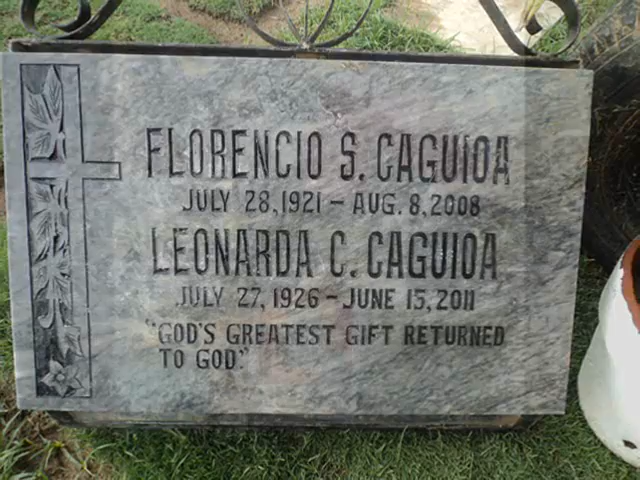 FLORENCIO S. CAGUIOA
JULY 28, 1921 – AUG. 8, 2008
LEONARDA C. CAGUIOA
JULY 27, 1926 – JUNE 15, 2011
"GOD'S GREATEST GIFT RETURNED
TO GOD."